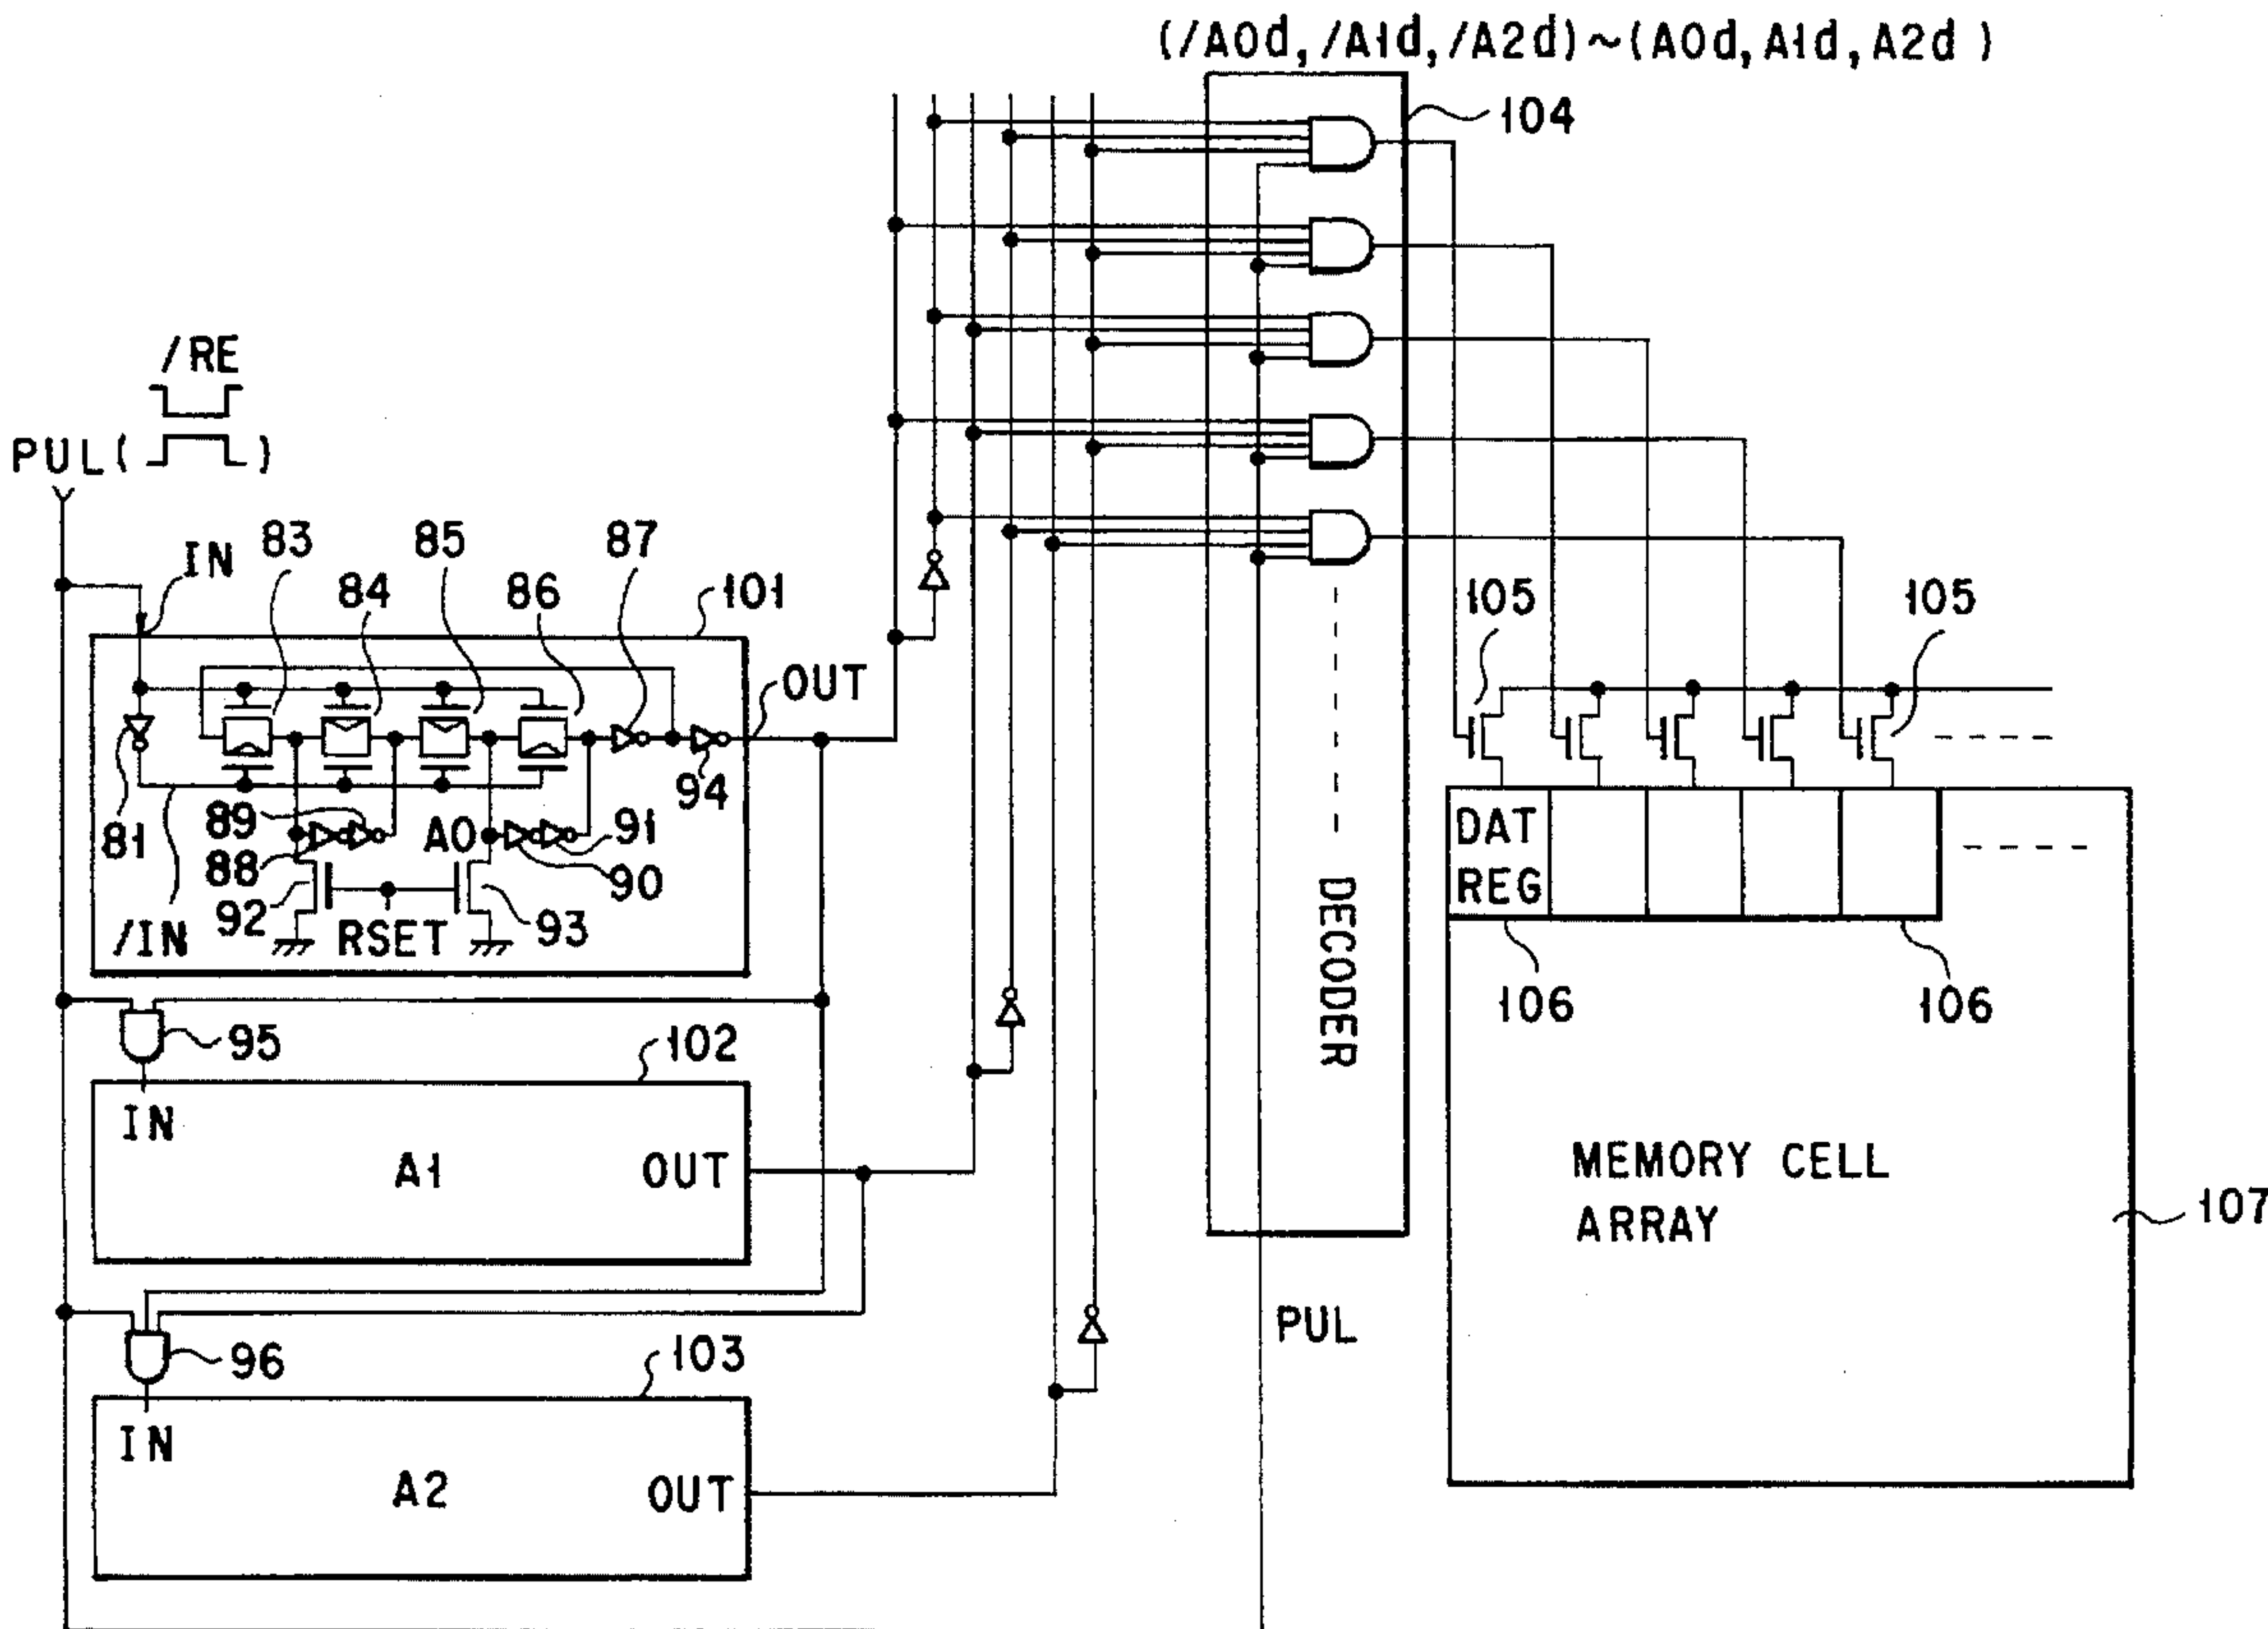 (/A0d, /A1d, /A2d)~(A0d, A1d, A2d )
104
/RE
PUL( )
IN
83
84
85
86
87
101
OUT
105
105
81
89
88
A0
91
90
94
92
RSET
93
/IN
DAT
REG
DECODER
106
106
95
102
IN
A1
OUT
MEMORY CELL
ARRAY
107
PUL
96
103
IN
A2
OUT